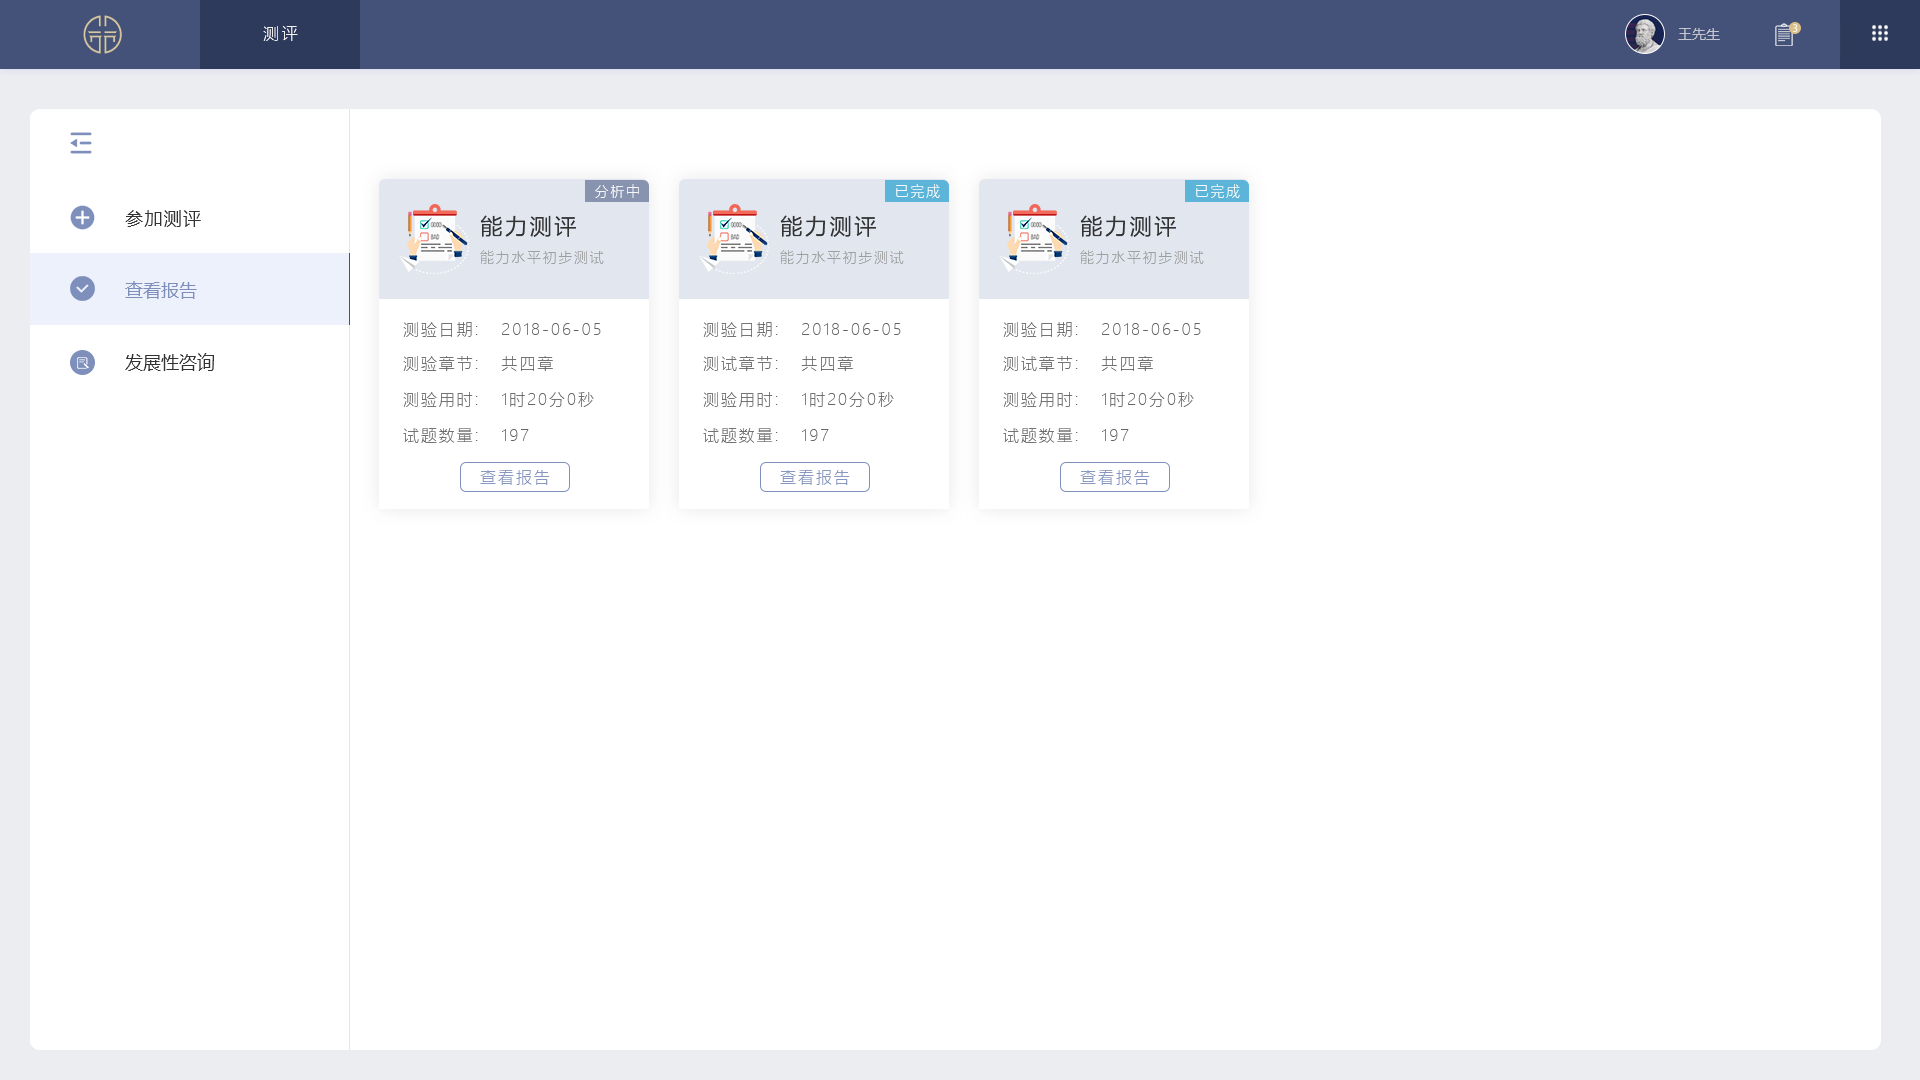 测评
王先生
3
参加测评
查看报告
发展性咨询
分析中
能力测评
能力水平初步测试
测验日期: 2018-06-05
测验章节: 共四章
测验用时: 1时20分0秒
试题数量: 197
查看报告
已完成
能力测评
能力水平初步测试
测验日期: 2018-06-05
测试章节: 共四章
测验用时: 1时20分0秒
试题数量: 197
查看报告
已完成
能力测评
能力水平初步测试
测验日期: 2018-06-05
测试章节: 共四章
测验用时: 1时20分0秒
试题数量: 197
查看报告